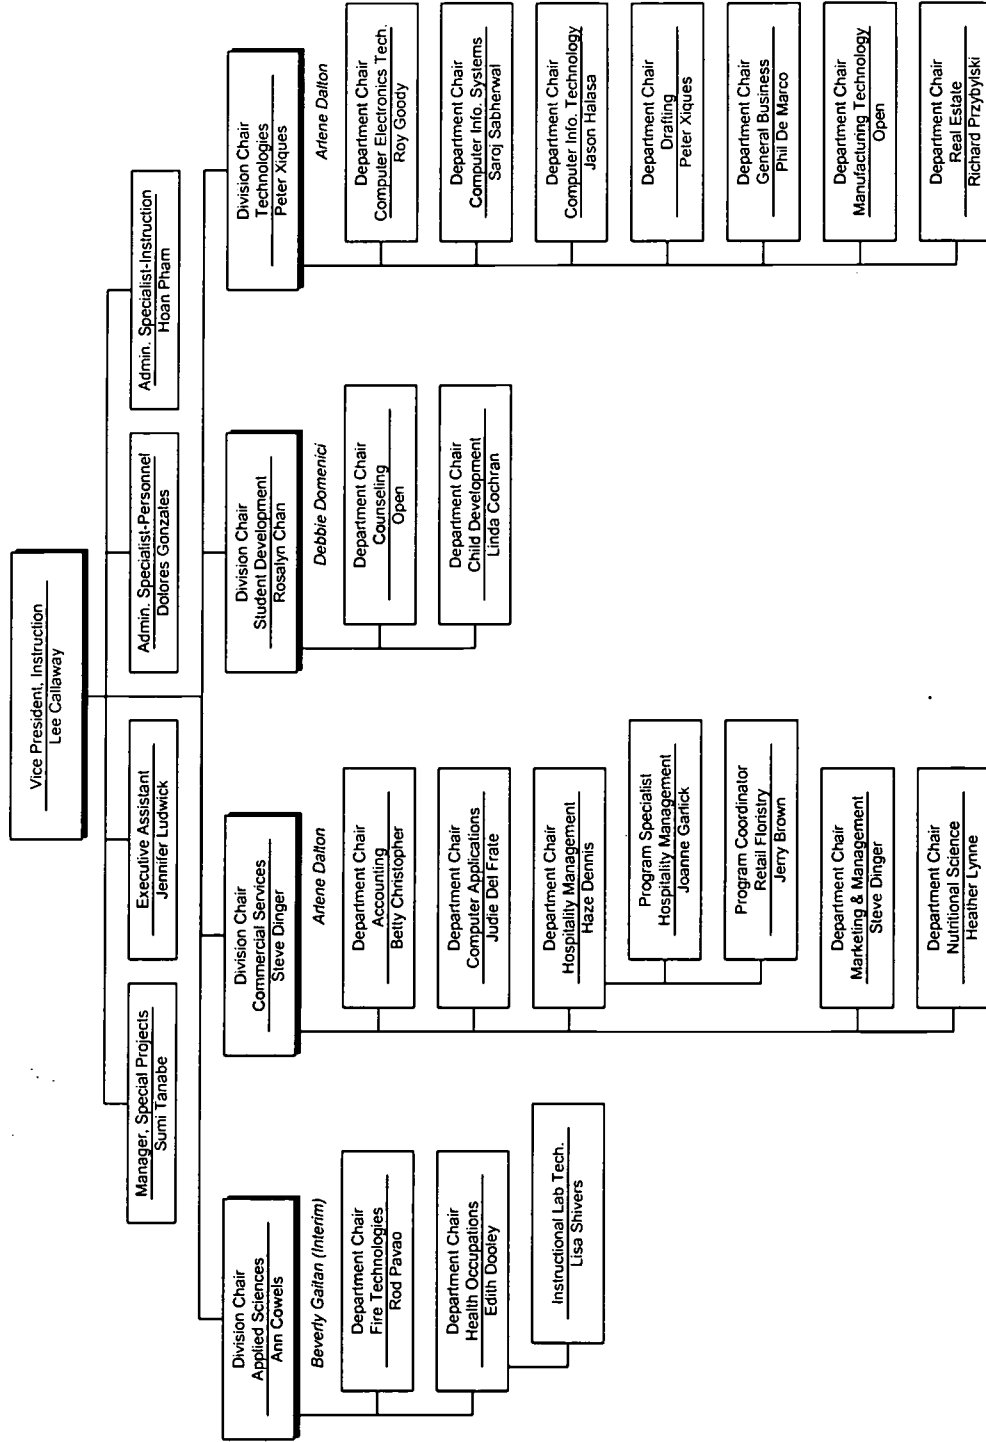 Vice President, Instruction
Lee Callaway
Manager, Special Projects
Sumi Tanabe
Executive Assistant
Jennifer Ludwick
Admin. Specialist-Personnel
Dolores Gonzales
Admin. Specialist-Instruction
Hoan Pham
Division Chair
Applied Sciences
Ann Cowels
Beverly Gaitan (Interim)
Department Chair
Fire Technologies
Rod Pavao
Department Chair
Health Occupations
Edith Dooley
Instructional Lab Tech.
Lisa Shivers
Division Chair
Commercial Services
Steve Dinger
Arlene Dalton
Department Chair
Accounting
Betty Christopher
Department Chair
Computer Applications
Judie Del Frate
Department Chair
Hospitality Management
Haze Dennis
Program Specialist
Hospitality Management
Joanne Garlick
Program Coordinator
Retail Floristry
Jerry Brown
Department Chair
Marketing & Management
Steve Dinger
Department Chair
Nutritional Science
Heather Lynne
Division Chair
Student Development
Rosalyn Chan
Debbie Domenici
Department Chair
Counseling
Open
Department Chair
Child Development
Linda Cochran
Division Chair
Technologies
Peter Xiques
Arlene Dalton
Department Chair
Computer Electronics Tech.
Roy Goody
Department Chair
Computer Info. Systems
Saroj Sabherwal
Department Chair
Computer Info. Technology
Jason Halasa
Department Chair
Drafting
Peter Xiques
Department Chair
General Business
Phil De Marco
Department Chair
Manufacturing Technology
Open
Department Chair
Real Estate
Richard Przybylski